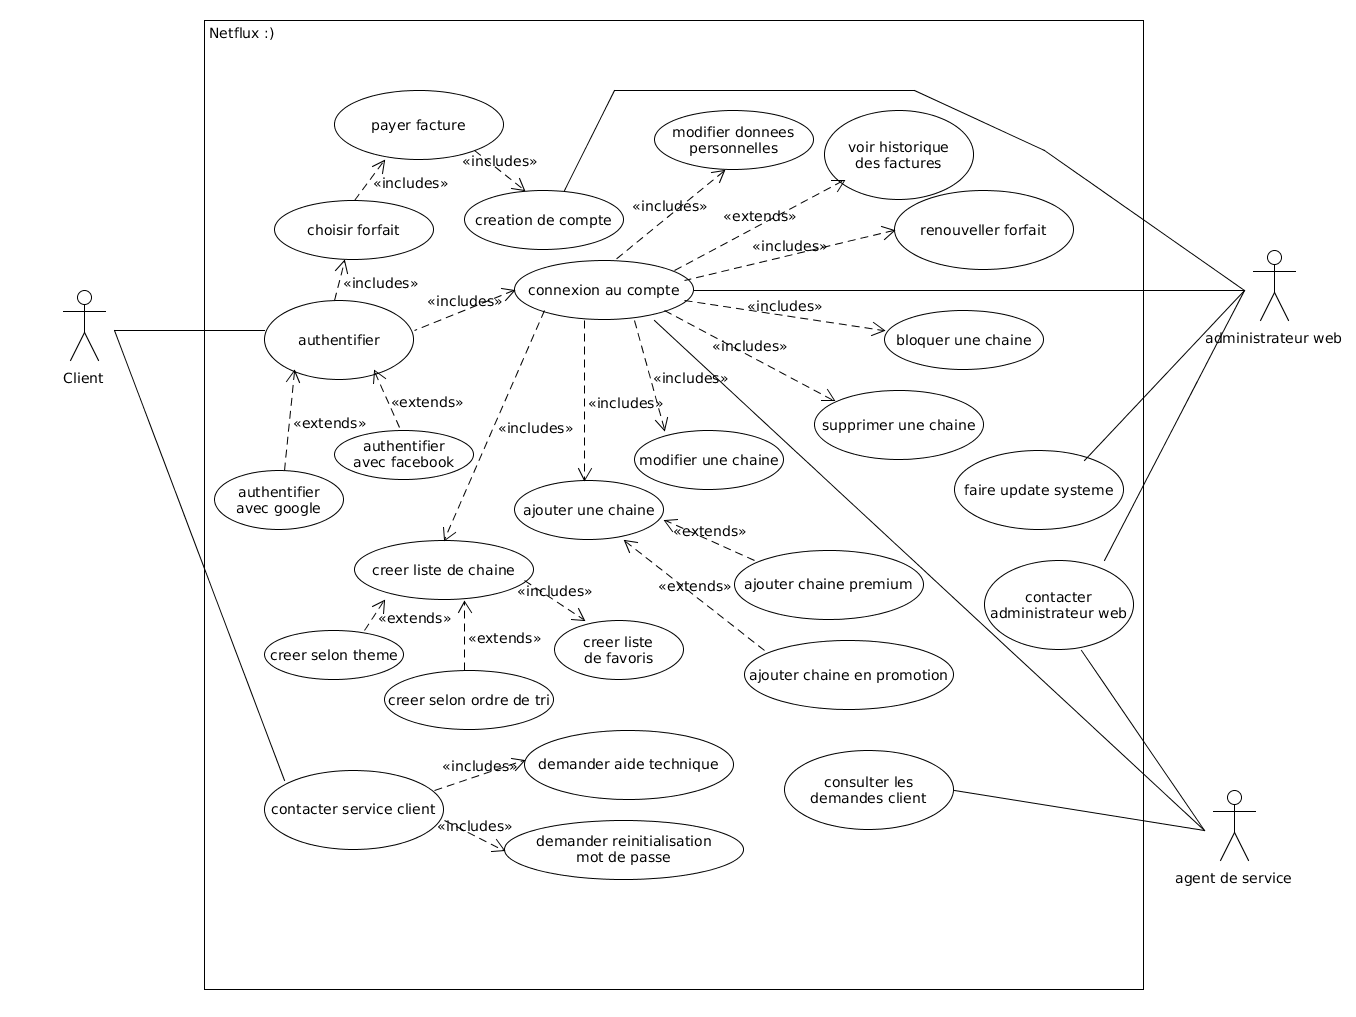 Netflux :)
payer facture
«includes»
«includes»
choisir forfait
creation de compte
modifier donnees
personnelles
voir historique
des factures
«includes»
«extends»
«includes»
renouveller forfait
«includes»
«includes»
connexion au compte
authentifier
Client
administrateur web
«includes»
bloquer une chaine
«includes»
«includes»
supprimer une chaine
«extends»
«extends»
«includes»
«includes»
authentifier
avec facebook
modifier une chaine
authentifier
avec google
ajouter une chaine
faire update systeme
«extends»
creer liste de chaine
«extends»
ajouter chaine premium
«includes»
contacter
administrateur web
«extends»
«extends»
creer selon theme
creer liste
de favoris
creer selon ordre de tri
ajouter chaine en promotion
«includes»
demander aide technique
consulter les
demandes client
contacter service client
«includes»
demander reinitialisation
mot de passe
agent de service